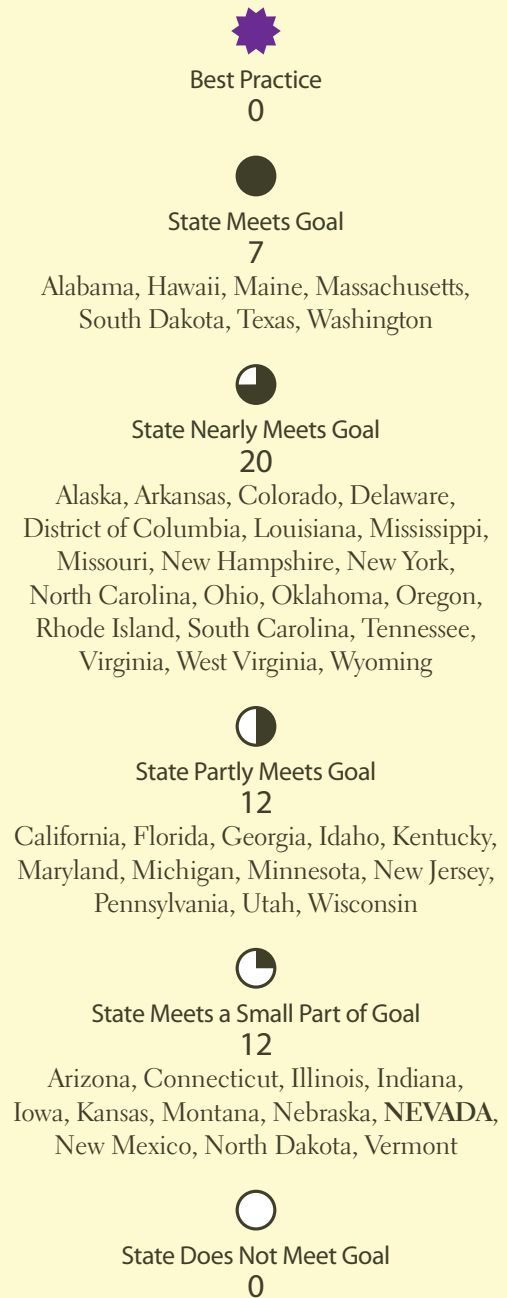 Best Practice
0
State Meets Goal
7
Alabama, Hawaii, Maine, Massachusetts,
South Dakota, Texas, Washington
State Nearly Meets Goal
20
Alaska, Arkansas, Colorado, Delaware,
District of Columbia, Louisiana, Mississippi,
Missouri, New Hampshire, New York,
North Carolina, Ohio, Oklahoma, Oregon,
Rhode Island, South Carolina, Tennessee,
Virginia, West Virginia, Wyoming
State Partly Meets Goal
12
California, Florida, Georgia, Idaho, Kentucky,
Maryland, Michigan, Minnesota, New Jersey,
Pennsylvania, Utah, Wisconsin
State Meets a Small Part of Goal
12
Arizona, Connecticut, Illinois, Indiana,
Iowa, Kansas, Montana, Nebraska, NEVADA,
New Mexico, North Dakota, Vermont
State Does Not Meet Goal
0